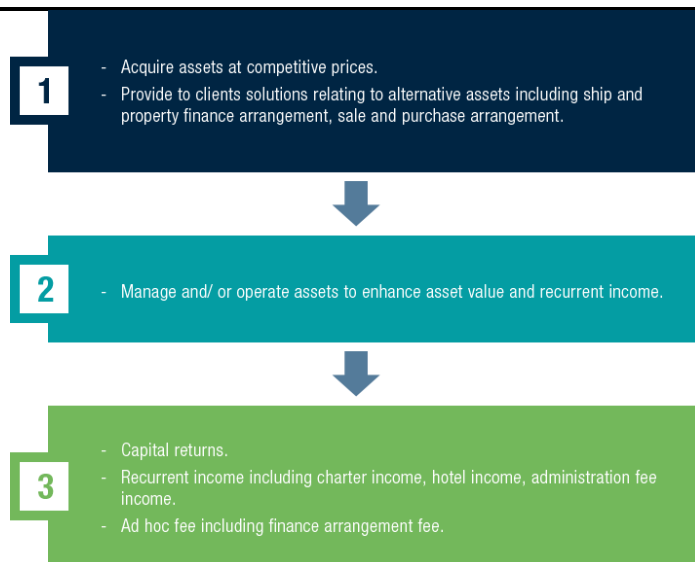 1
- Acquire assets at competitive prices.
- Provide to clients solutions relating to alternative assets including ship and
property finance arrangement, sale and purchase arrangement.
2
- Manage and/ or operate assets to enhance asset value and recurrent income.
3
- Capital returns.
- Recurrent income including charter income, hotel income, administration fee
income.
- Ad hoc fee including finance arrangement fee.